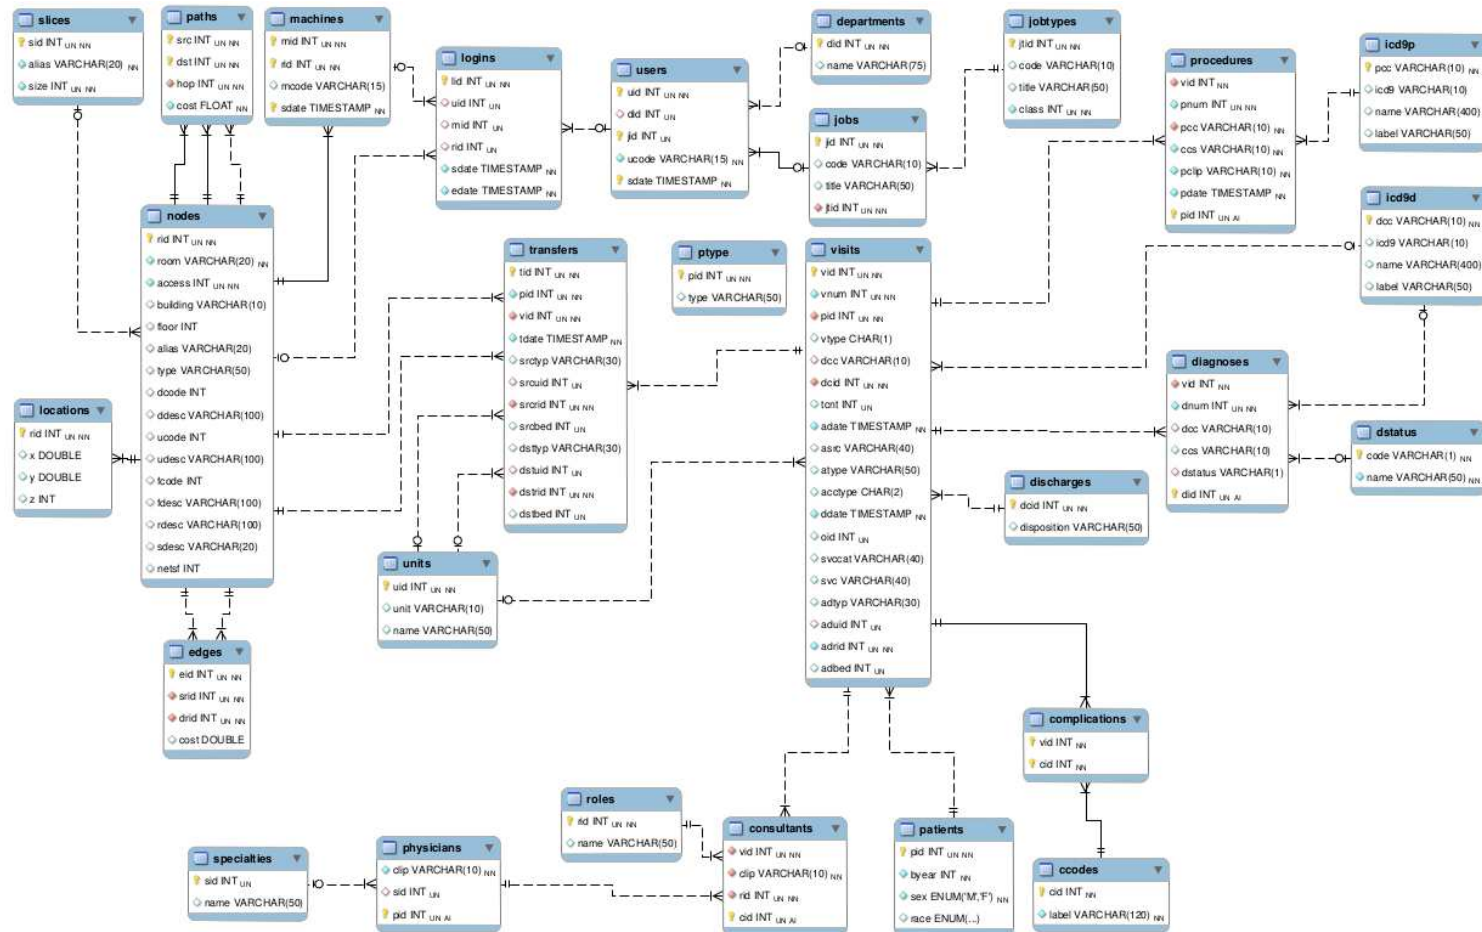 slices
sid INT UN NN
alias VARCHAR(20) NN
size INT UN NN
paths
src INT UN NN
dst INT UN NN
hop INT UN NN
cost FLOAT NN
machines
mid INT UN NN
rid INT UN NN
mcode VARCHAR(15)
sdate TIMESTAMP NN
logins
lid INT UN NN
uid INT UN
mid INT UN
rid INT UN
sdate TIMESTAMP NN
edate TIMESTAMP NN
users
uid INT UN NN
did INT UN
jid INT UN
ucode VARCHAR(15) NN
sdate TIMESTAMP NN
departments
did INT UN NN
name VARCHAR(75)
jobs
jid INT UN NN
code VARCHAR(10)
title VARCHAR(50)
jtid INT UN NN
jobtypes
jtid INT UN NN
code VARCHAR(10)
title VARCHAR(50)
class INT UN NN
procedures
vid INT NN
pnum INT UN NN
pcc VARCHAR(10) NN
ccs VARCHAR(10) NN
pclip VARCHAR(10) NN
pdate TIMESTAMP NN
pid INT UN AI
icd9p
pcc VARCHAR(10) NN
icd9 VARCHAR(10)
name VARCHAR(400)
label VARCHAR(50)
icd9d
dcc VARCHAR(10) NN
icd9 VARCHAR(10)
name VARCHAR(400)
label VARCHAR(50)
nodes
rid INT UN NN
room VARCHAR(20) NN
access INT UN NN
building VARCHAR(10)
floor INT
alias VARCHAR(20)
type VARCHAR(50)
dcode INT
ddesc VARCHAR(100)
ucode INT
udesc VARCHAR(100)
fcode INT
fdesc VARCHAR(100)
rdesc VARCHAR(100)
sdesc VARCHAR(20)
netsf INT
transfers
tid INT UN NN
pid INT UN NN
vid INT UN NN
tdate TIMESTAMP NN
srctyp VARCHAR(30)
srcuid INT UN
srcrid INT UN NN
srcbed INT UN
dsttyp VARCHAR(30)
dstuid INT UN
dstrid INT UN NN
dstbed INT UN
ptype
pid INT UN NN
type VARCHAR(50)
visits
vid INT UN NN
vnum INT UN NN
pid INT UN NN
vtype CHAR(1)
dcc VARCHAR(10)
dcid INT UN NN
tcnt INT UN
adate TIMESTAMP NN
asrc VARCHAR(40)
atype VARCHAR(50)
acctype CHAR(2)
ddate TIMESTAMP NN
oid INT UN
svccat VARCHAR(40)
svc VARCHAR(40)
adtyp VARCHAR(30)
aduid INT UN
adrid INT UN NN
adbed INT UN
diagnoses
vid INT NN
dnum INT UN NN
dcc VARCHAR(10)
ccs VARCHAR(10)
dstatus VARCHAR(1)
did INT UN AI
dstatus
code VARCHAR(1) NN
name VARCHAR(50) NN
locations
rid INT UN NN
x DOUBLE
y DOUBLE
z INT
discharges
dcid INT UN NN
disposition VARCHAR(50)
units
uid INT UN NN
unit VARCHAR(10)
name VARCHAR(50)
edges
eid INT UN NN
srid INT UN NN
drid INT UN NN
cost DOUBLE
complications
vid INT NN
cid INT NN
roles
rid INT UN NN
name VARCHAR(50)
consultants
vid INT UN NN
clip VARCHAR(10) NN
rid INT UN NN
cid INT UN AI
patients
pid INT UN NN
byear INT NN
sex ENUM('M','F') NN
race ENUM(...)
specialties
sid INT UN
name VARCHAR(50)
physicians
clip VARCHAR(10) NN
sid INT UN
pid INT UN AI
ccodes
cid INT NN
label VARCHAR(120) NN